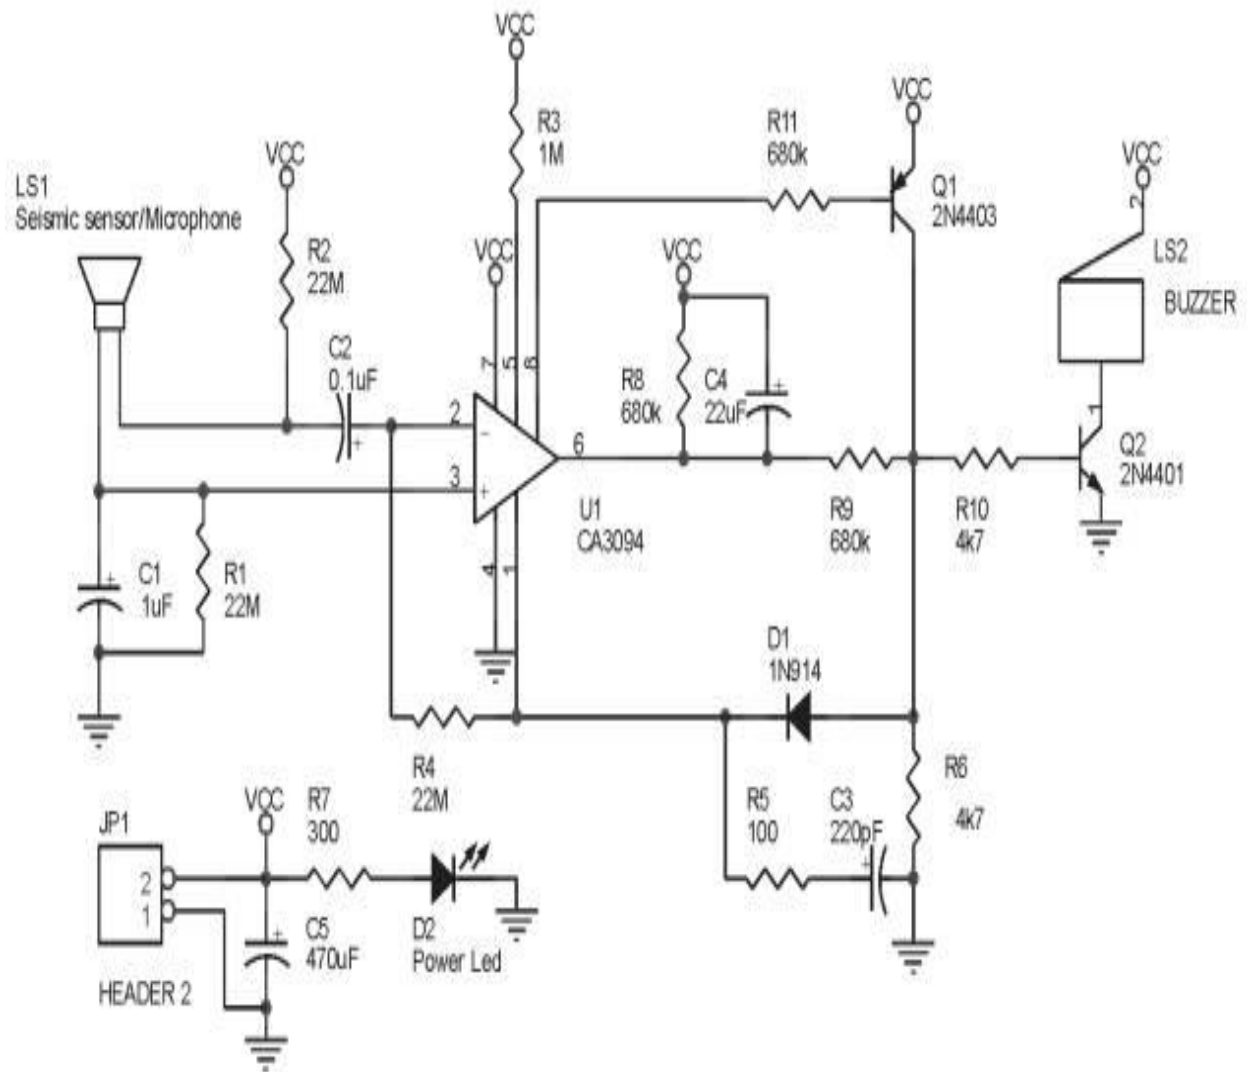 VCC
R3
1M
R11
680k
VCC
VCC
VCC
LS1
Seismic sensor/Microphone
Q1
2N4403
2
R2
22M
VCC
VCC
LS2
BUZZER
C2
0.1uF
7
5
8
R8
680k
C4
22uF
+
+
2
-
1
3
+
6
U1
CA3094
R9
680k
R10
4k7
Q2
2N4401
+
C1
1uF
R1
22M
4
1
D1
1N914
R4
22M
R5
100
C3
220pF
+
R6
4k7
JP1
VCC
R7
300
2
1
+
C5
470uF
D2
Power Led
HEADER 2